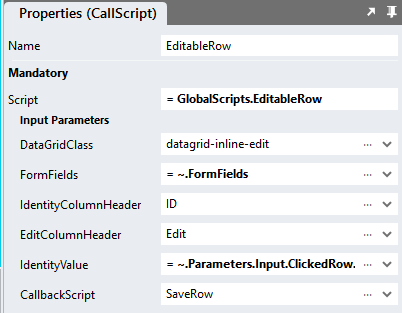 Properties (CallScript)
Name EditableRow
Mandatory
Script = GlobalScripts.EditableRow
Input Parameters
DataGridClass datagrid-inline-edit ...
FormFields = ~.FormFields ...
IdentityColumnHeader ID ...
EditColumnHeader Edit ...
IdentityValue = ~.Parameters.Input.ClickedRow. ...
CallbackScript SaveRow ...